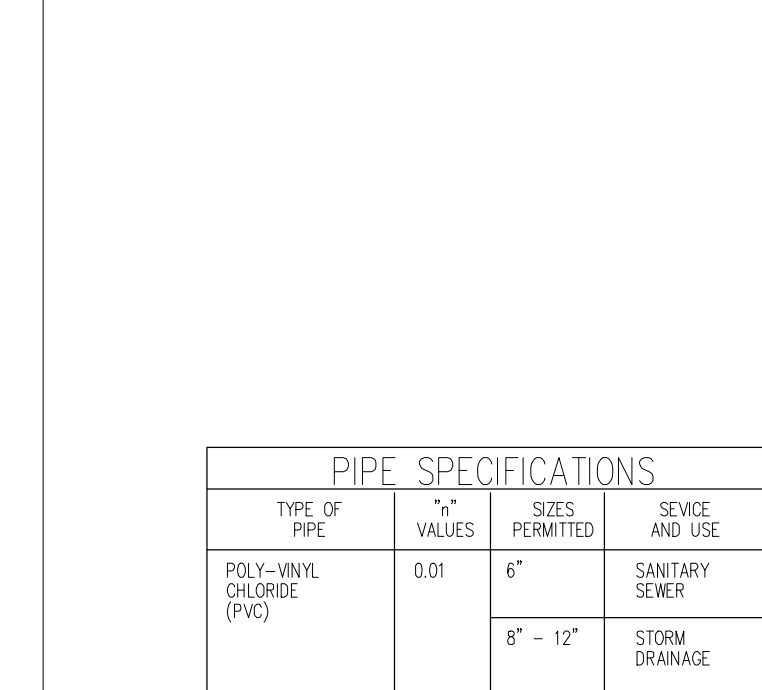 PIPE SPECIFICATIONS
TYPE OF PIPE "n" VALUES SIZES PERMITTED SEVICE AND USE
POLY-VINYL CHLORIDE (PVC) 0.01 6" SANITARY SEWER
8" - 12" STORM DRAINAGE